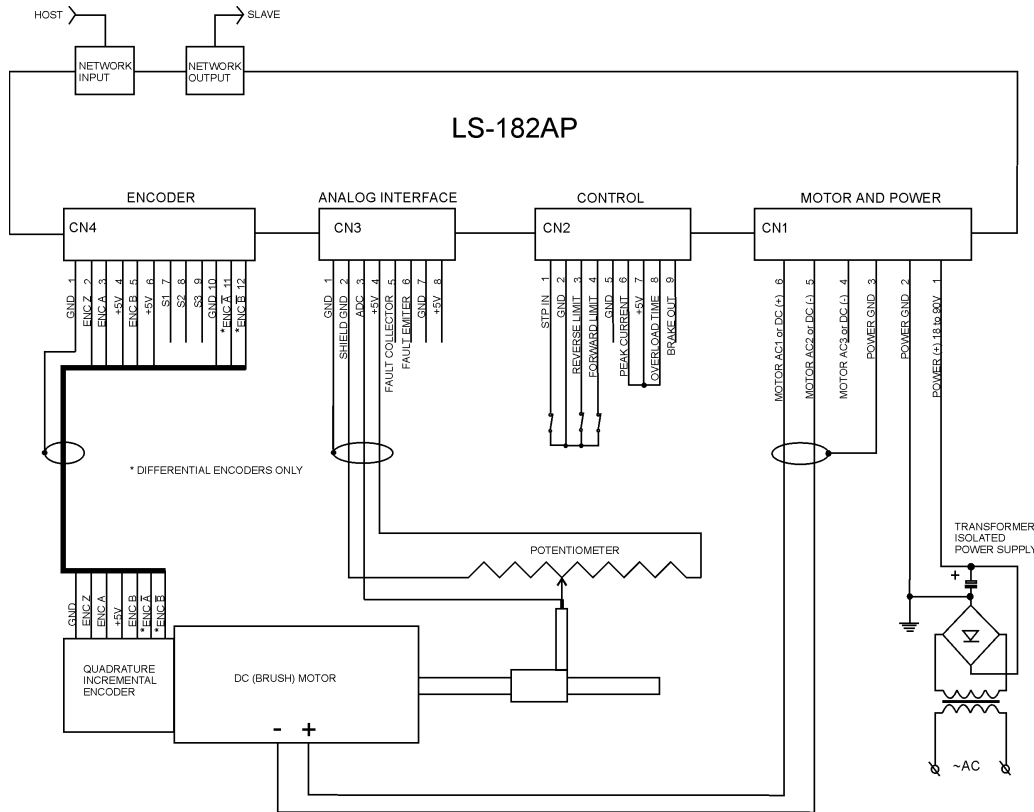 HOST
SLAVE
NETWORK
INPUT
NETWORK
OUTPUT
LS-182AP
ENCODER
ANALOG INTERFACE
CONTROL
MOTOR AND POWER
CN4
CN3
CN2
CN1
GND 1
ENC Z 2
ENC A 3
+5V 4
ENC B 5
+5V 6
S1 7
S2 8
S3 9
GND 10
* ENC A̅ 11
* ENC B̅ 12
GND 1
SHIELD GND 2
ADC 3
+5V 4
FAULT COLLECTOR 5
FAULT EMITER 6
GND 7
+5V 8
STP IN 1
GND 2
REVERSE LIMIT 3
FORWARD LIMIT 4
GND 5
PEAK CURRENT 6
+5V 7
OVERLOAD TIME 8
BRAKE OUT 9
MOTOR AC1 or DC (+) 6
MOTOR AC2 or DC (-) 5
MOTOR AC3 or DC (-) 4
POWER GND 3
POWER GND 2
POWER (+) 18 to 90V 1
* DIFFERENTIAL ENCODERS ONLY
TRANSFORMER
ISOLATED
POWER SUPPLY
POTENTIOMETER
+
GND
ENC Z
ENC A
+5V
ENC B
* ENC A̅
* ENC B̅
QUADRATURE
INCREMENTAL
ENCODER
DC (BRUSH) MOTOR
- +
~AC